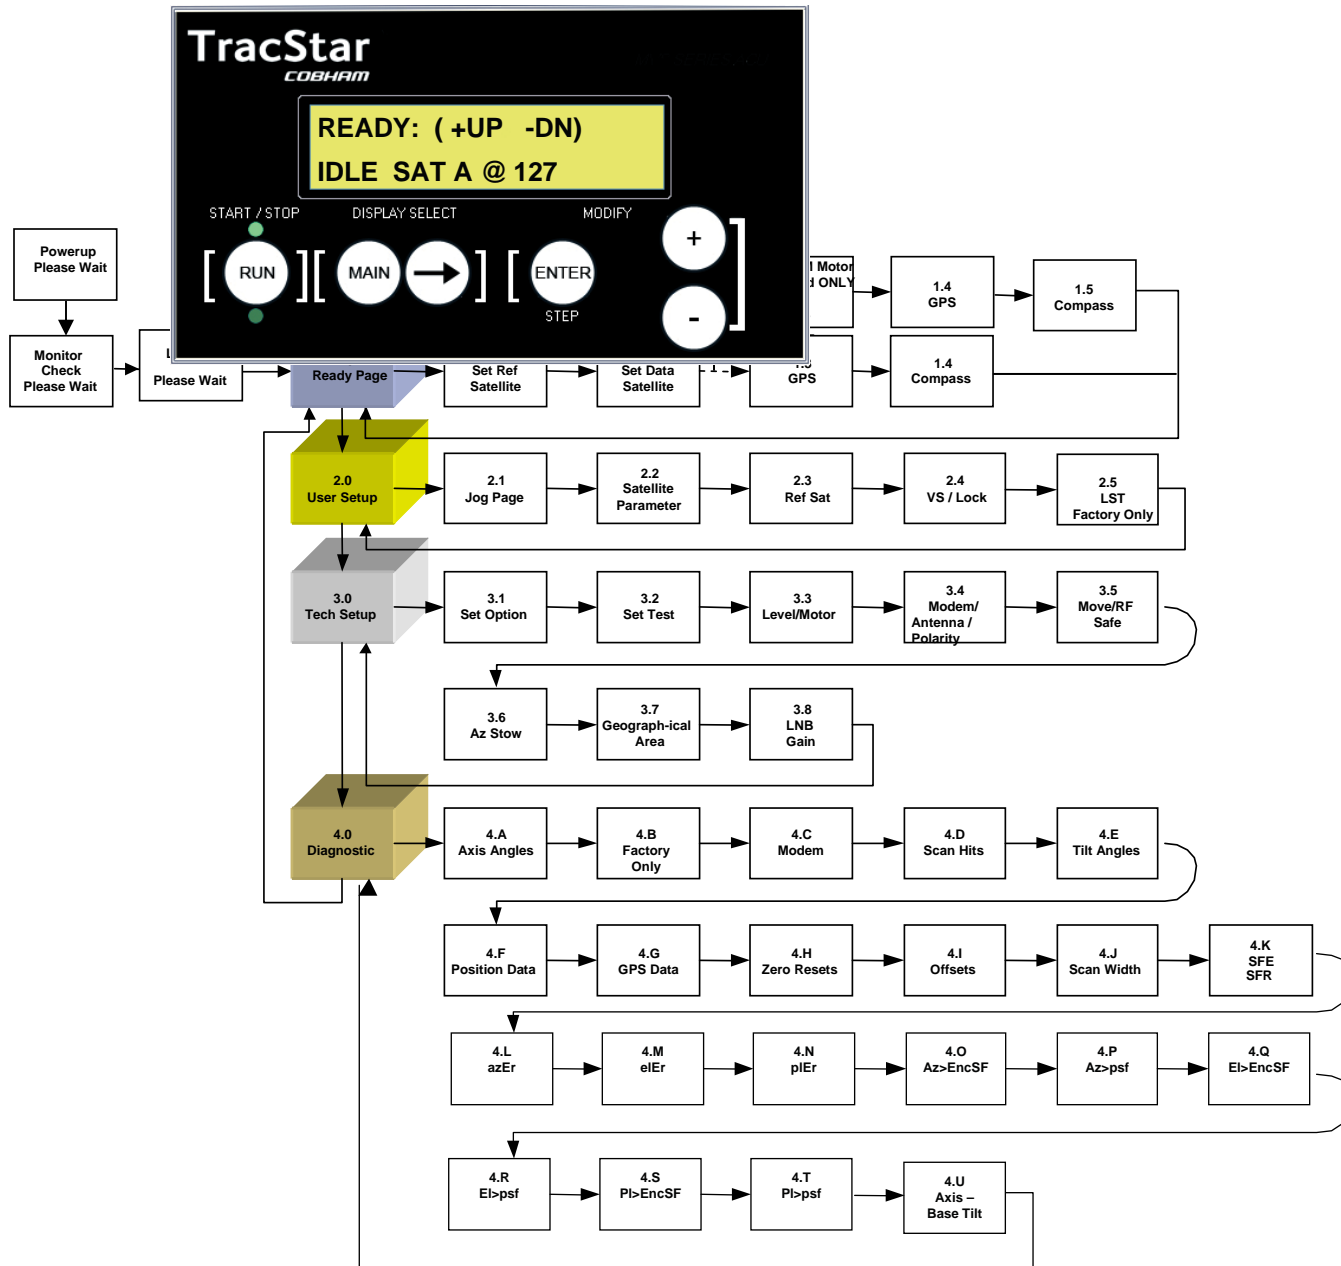 TracStar
COBHAM
READY: ( +UP -DN)
IDLE SAT A @ 127
START / STOP
DISPLAY SELECT
MODIFY
RUN
MAIN
ENTER
STEP
+
-
Powerup
Please Wait
Monitor
Check
Please Wait
Please Wait
Ready Page
Set Ref
Satellite
Set Data
Satellite
GPS
1.4
Compass
Motor
ONLY
1.4
GPS
1.5
Compass
2.0
User Setup
2.1
Jog Page
2.2
Satellite
Parameter
2.3
Ref Sat
2.4
VS / Lock
2.5
LST
Factory Only
3.0
Tech Setup
3.1
Set Option
3.2
Set Test
3.3
Level/Motor
3.4
Modem/
Antenna /
Polarity
3.5
Move/RF
Safe
3.6
Az Stow
3.7
Geograph-ical
Area
3.8
LNB
Gain
4.0
Diagnostic
4.A
Axis Angles
4.B
Factory
Only
4.C
Modem
4.D
Scan Hits
4.E
Tilt Angles
4.F
Position Data
4.G
GPS Data
4.H
Zero Resets
4.I
Offsets
4.J
Scan Width
4.K
SFE
SFR
4.L
azEr
4.M
elEr
4.N
plEr
4.O
Az>EncSF
4.P
Az>psf
4.Q
El>EncSF
4.R
El>psf
4.S
Pl>EncSF
4.T
Pl>psf
4.U
Axis –
Base Tilt